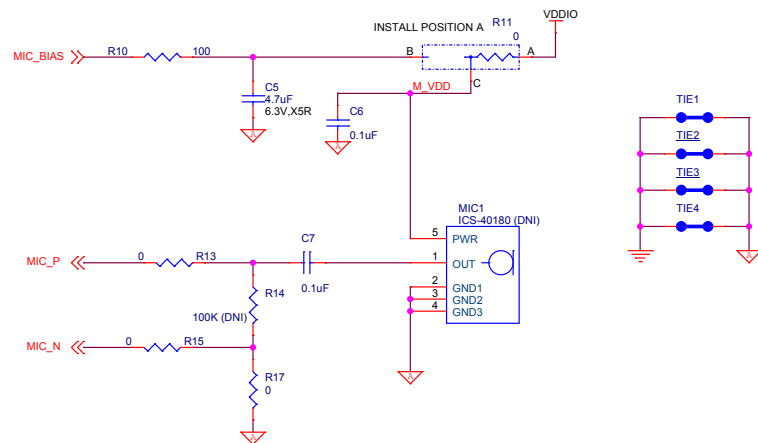 INSTALL POSITION A
R11
VDDIO
0
MIC_BIAS
R10
100
B
A
C
C5
4.7uF
6.3V,X5R
A
M_VDD
C6
0.1uF
A
TIE1
TIE2
TIE3
TIE4
A
MIC1
ICS-40180 (DNI)
5
PWR
1
OUT
2
GND1
3
GND2
4
GND3
A
MIC_P
0
R13
C7
0.1uF
R14
100K (DNI)
MIC_N
0
R15
R17
0
A